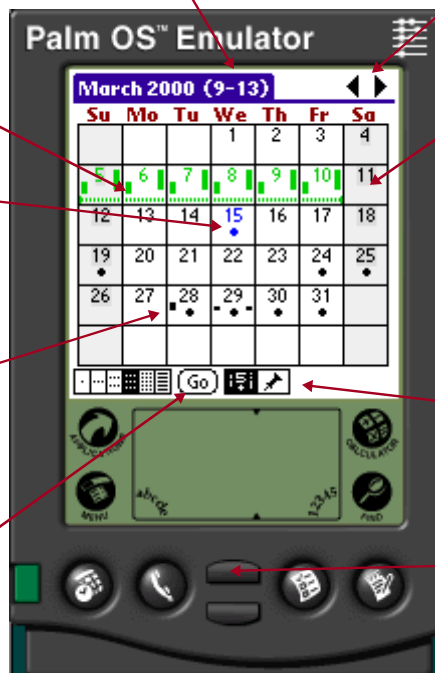 Palm OS™ Emulator
March 2000 (9-13)
Su Mo Tu We Th Fr Sa
1 2 3 4
5 6 7 8 9 10 11
12 13 14 15 16 17 18
19 20 21 22 23 24 25
26 27 28 29 30 31
Go
APPLICATIONS
CALCULATOR
MENU
abcde
12345
FIND